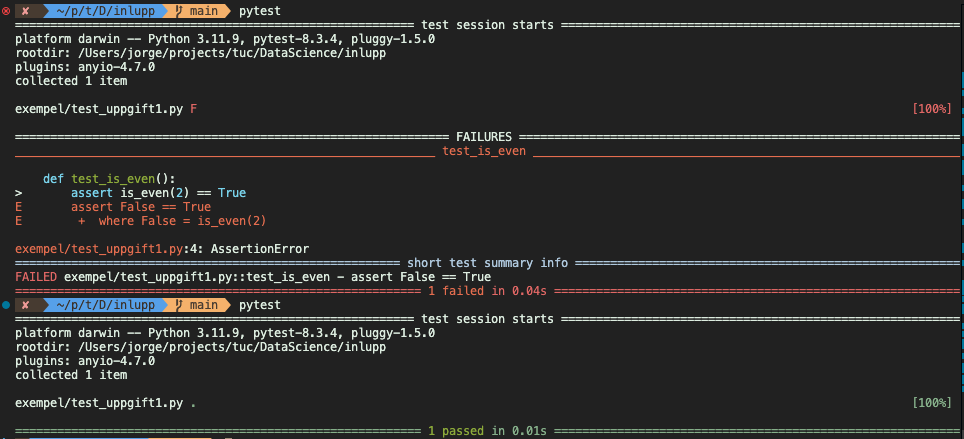 ✘ ~/p/t/D/inlupp main pytest
============================= test session starts =============================
platform darwin -- Python 3.11.9, pytest-8.3.4, pluggy-1.5.0
rootdir: /Users/jorge/projects/tuc/DataScience/inlupp
plugins: anyio-4.7.0
collected 1 item
exempel/test_uppgift1.py F [100%]
============================= FAILURES =============================
_____________________________ test_is_even _____________________________
def test_is_even():
> assert is_even(2) == True
E assert False == True
E + where False = is_even(2)
exempel/test_uppgift1.py:4: AssertionError
============================= short test summary info =============================
FAILED exempel/test_uppgift1.py::test_is_even - assert False == True
============================= 1 failed in 0.04s =============================
✘ ~/p/t/D/inlupp main pytest
============================= test session starts =============================
platform darwin -- Python 3.11.9, pytest-8.3.4, pluggy-1.5.0
rootdir: /Users/jorge/projects/tuc/DataScience/inlupp
plugins: anyio-4.7.0
collected 1 item
exempel/test_uppgift1.py . [100%]
============================= 1 passed in 0.01s =============================